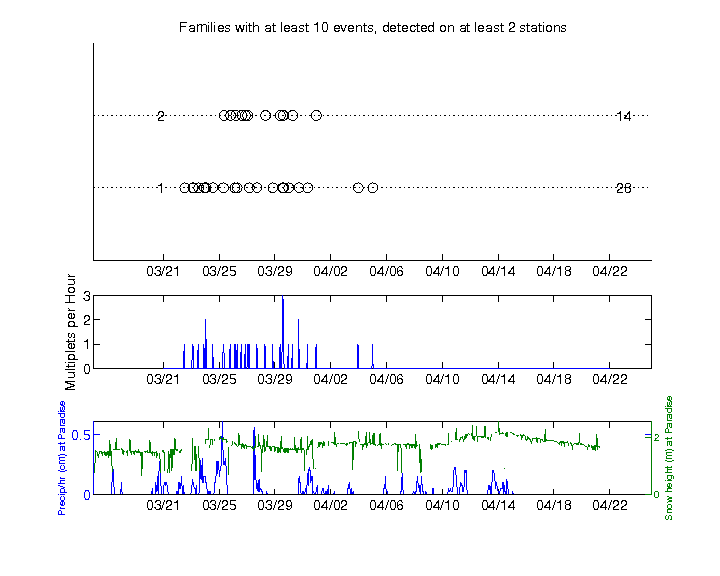 Families with at least 10 events, detected on at least 2 stations
2 14
1 26
03/21 03/25 03/29 04/02 04/06 04/10 04/14 04/18 04/22
Multiplets per Hour
3
2
1
0
03/21 03/25 03/29 04/02 04/06 04/10 04/14 04/18 04/22
Precip/hr (cm) at Paradise
0.5
0
Snow height (m) at Paradise
2
0
03/21 03/25 03/29 04/02 04/06 04/10 04/14 04/18 04/22